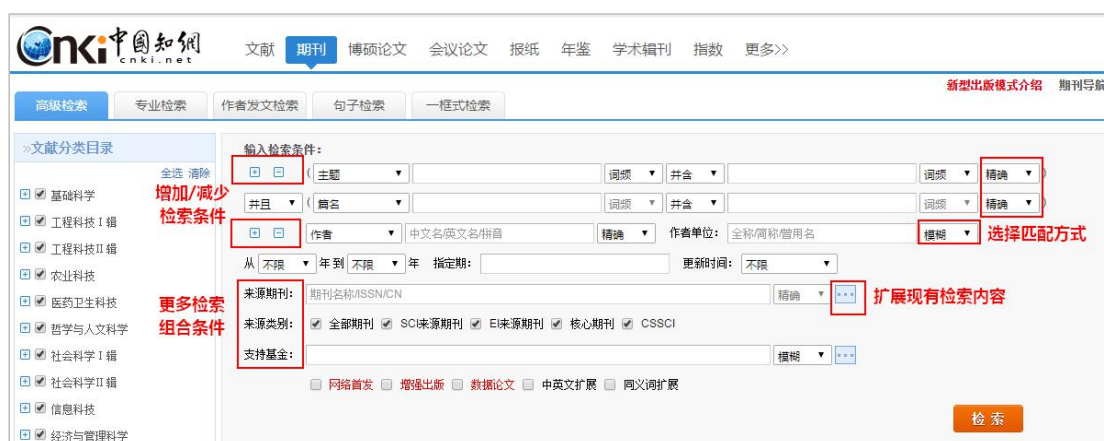 cnki 中國知網
cnki.net
文献 期刊 博硕论文 会议论文 报纸 年鉴 学术辑刊 指数 更多>>
新型出版模式介绍 期刊导航
高级检索 专业检索 作者发文检索 句子检索 一框式检索
»文献分类目录
全选 清除
基础科学
工程科技 I 辑
工程科技II 辑
农业科技
医药卫生科技
哲学与人文科学
社会科学 I 辑
社会科学II 辑
信息科技
经济与管理科学
增加/减少
检索条件
更多检索
组合条件
输入检索条件:
( 主题 词频 并含 词频 精确 )
并且 ( 篇名 词频 并含 词频 精确 )
作者 中文名/英文名/拼音 精确 作者单位: 全称/简称/曾用名 模糊
选择匹配方式
从 不限 年 到 不限 年 指定期: 更新时间: 不限
来源期刊: 期刊名称/ISSN/CN 精确 ...
扩展现有检索内容
来源类别: 全部期刊 SCI来源期刊 EI来源期刊 核心期刊 CSSCI
支持基金: 模糊 ...
网络首发 增强出版 数据论文 中英文扩展 同义词扩展
检索